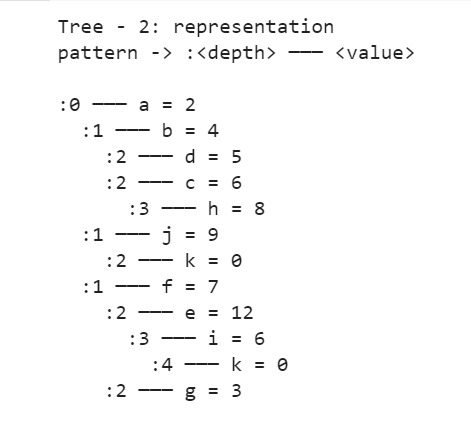 Tree - 2: representation
pattern -> :<depth> —— <value>
:0 —— a = 2
:1 —— b = 4
:2 —— d = 5
:2 —— c = 6
:3 —— h = 8
:1 —— j = 9
:2 —— k = 0
:1 —— f = 7
:2 —— e = 12
:3 —— i = 6
:4 —— k = 0
:2 —— g = 3